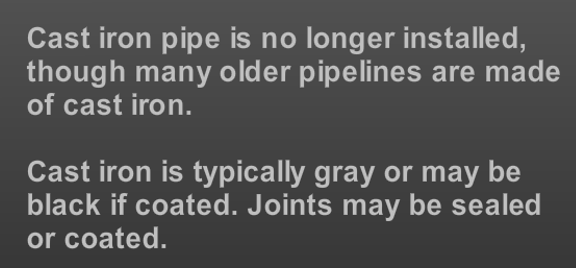 Cast iron pipe is no longer installed,
though many older pipelines are made
of cast iron.
Cast iron is typically gray or may be
black if coated. Joints may be sealed
or coated.